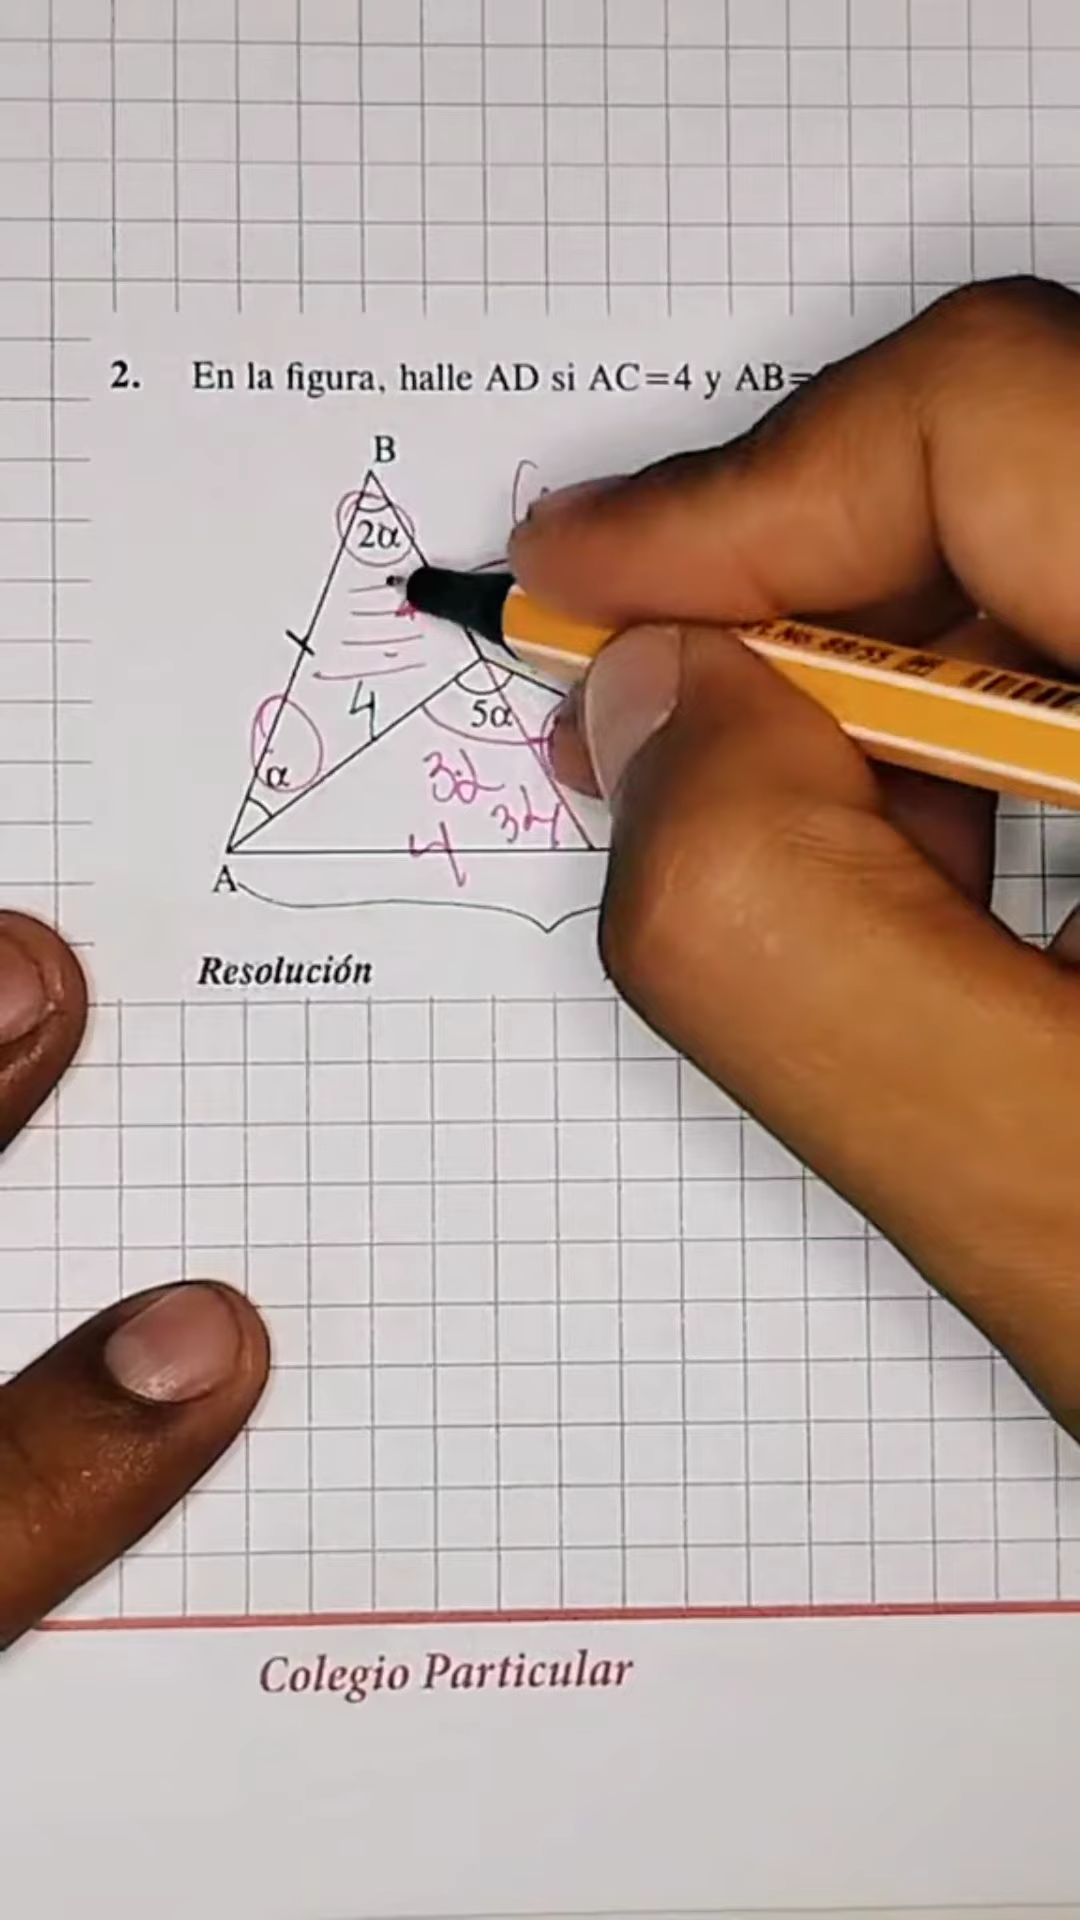 2. En la figura, halle AD si AC=4 y AB=
B
2α
4
5α
α
3α
3α
4
A
Resolución
Colegio Particular